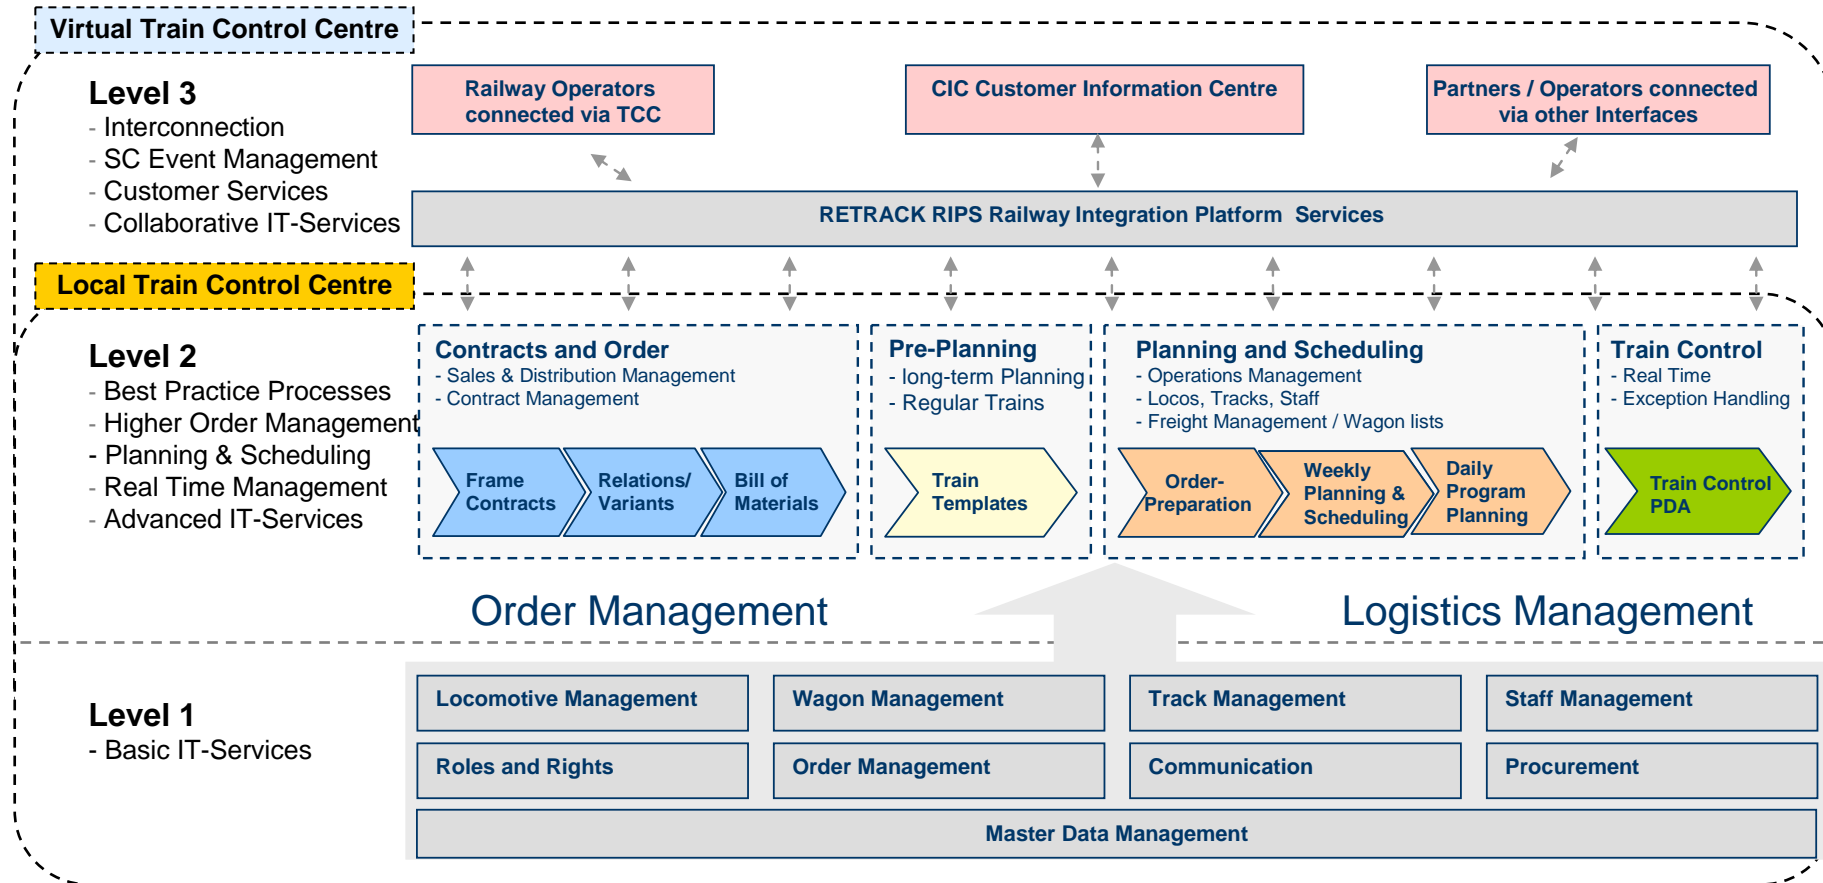 Virtual Train Control Centre
Level 3
- Interconnection
- SC Event Management
- Customer Services
- Collaborative IT-Services
Railway Operators
connected via TCC
CIC Customer Information Centre
Partners / Operators connected
via other Interfaces
RETRACK RIPS Railway Integration Platform Services
Local Train Control Centre
Level 2
- Best Practice Processes
- Higher Order Management
- Planning & Scheduling
- Real Time Management
- Advanced IT-Services
Contracts and Order
- Sales & Distribution Management
- Contract Management
Frame
Contracts
Relations/
Variants
Bill of
Materials
Pre-Planning
- long-term Planning
- Regular Trains
Train
Templates
Planning and Scheduling
- Operations Management
- Locos, Tracks, Staff
- Freight Management / Wagon lists
Order-
Preparation
Weekly
Planning &
Scheduling
Daily
Program
Planning
Train Control
- Real Time
- Exception Handling
Train Control
PDA
Order Management
Logistics Management
Level 1
- Basic IT-Services
Locomotive Management
Wagon Management
Track Management
Staff Management
Roles and Rights
Order Management
Communication
Procurement
Master Data Management